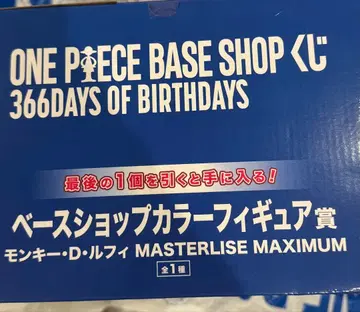 ONE PIECE BASE SHOPくじ
366DAYS OF BIRTHDAYS
最後の1個を引くと手に入る!
ベースショップカラーフィギュア賞
モンキー・D・ルフィ MASTERLISE MAXIMUM
全1種